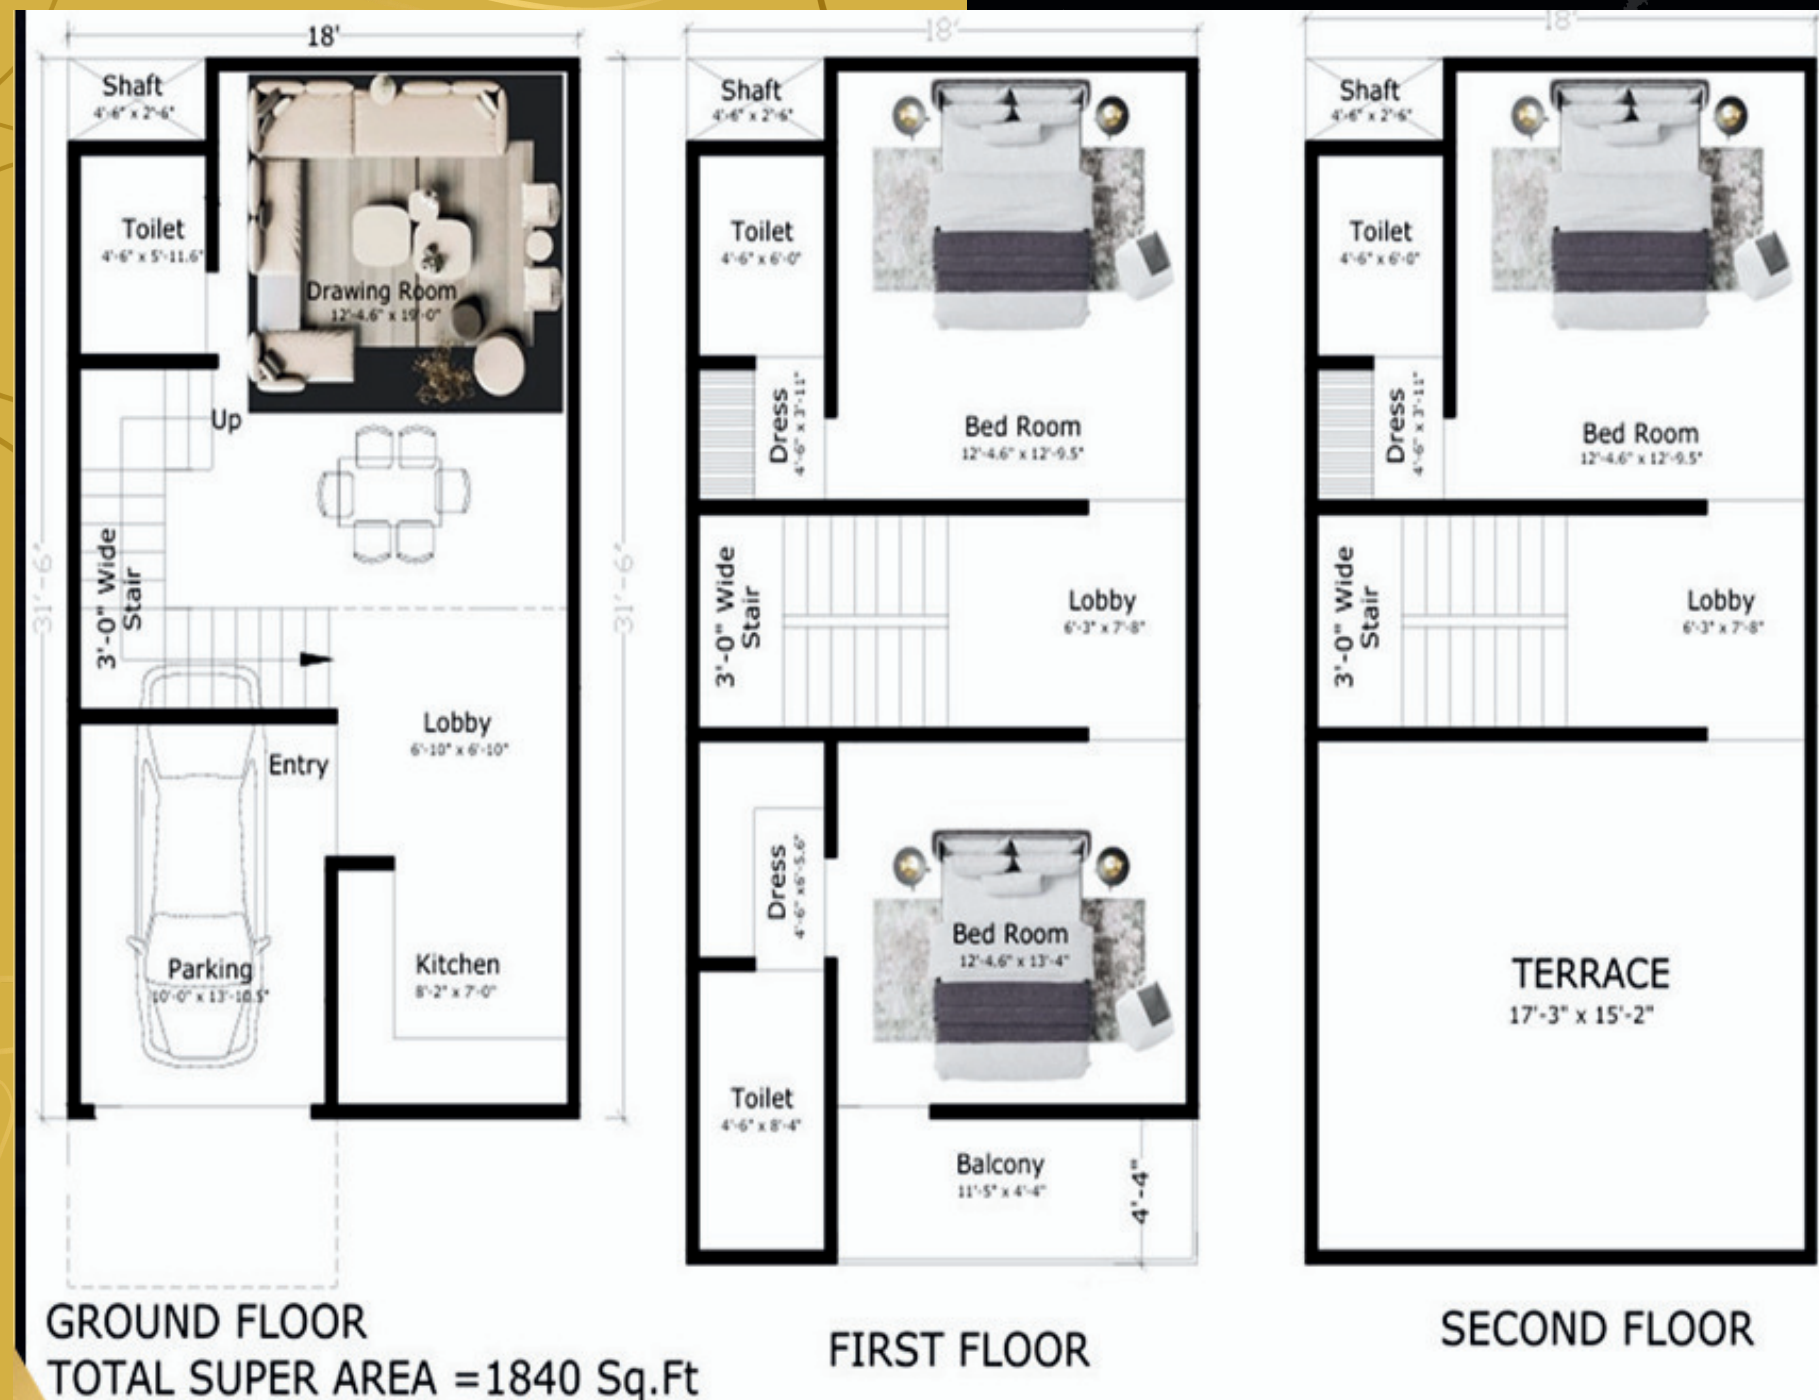 18'
Shaft
4'-6" x 2'-6"
Toilet
4'-6" x 5'-11.6"
Drawing Room
12'-4.6" x 19'-0"
Up
31'-6"
3'-0" Wide
Stair
Lobby
6'-10" x 6'-10"
Entry
Parking
10'-0" x 13'-10.5"
Kitchen
8'-2" x 7'-0"
GROUND FLOOR
TOTAL SUPER AREA =1840 Sq.Ft
18'
Shaft
4'-6" x 2'-6"
Toilet
4'-6" x 6'-0"
Dress
4'-6" x 3'-11"
Bed Room
12'-4.6" x 12'-9.5"
31'-6"
3'-0" Wide
Stair
Lobby
6'-3" x 7'-8"
Dress
4'-6" x6'-5.6"
Bed Room
12'-4.6" x 13'-4"
Toilet
4'-6" x 8'-4"
Balcony
11'-5" x 4'-4"
4'-4"
FIRST FLOOR
18'
Shaft
4'-6" x 2'-6"
Toilet
4'-6" x 6'-0"
Dress
4'-6" x 3'-11"
Bed Room
12'-4.6" x 12'-9.5"
3'-0" Wide
Stair
Lobby
6'-3" x 7'-8"
TERRACE
17'-3" x 15'-2"
SECOND FLOOR